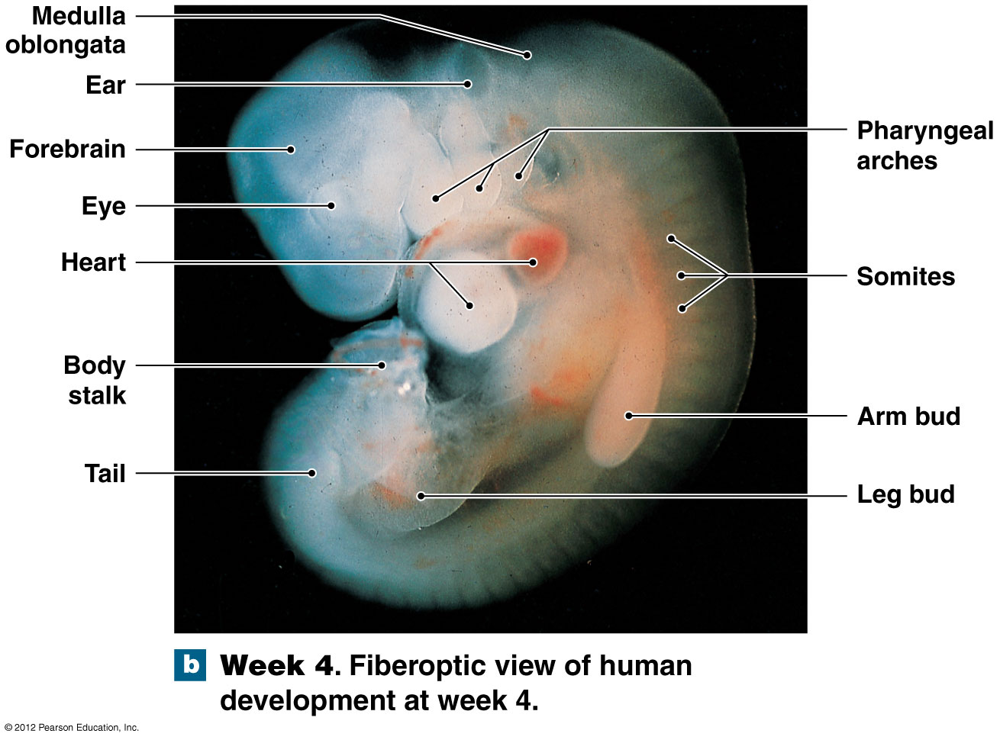 Medulla
oblongata
Ear
Forebrain
Eye
Heart
Body
stalk
Tail
Pharyngeal
arches
Somites
Arm bud
Leg bud
b Week 4. Fiberoptic view of human
development at week 4.
© 2012 Pearson Education, Inc.